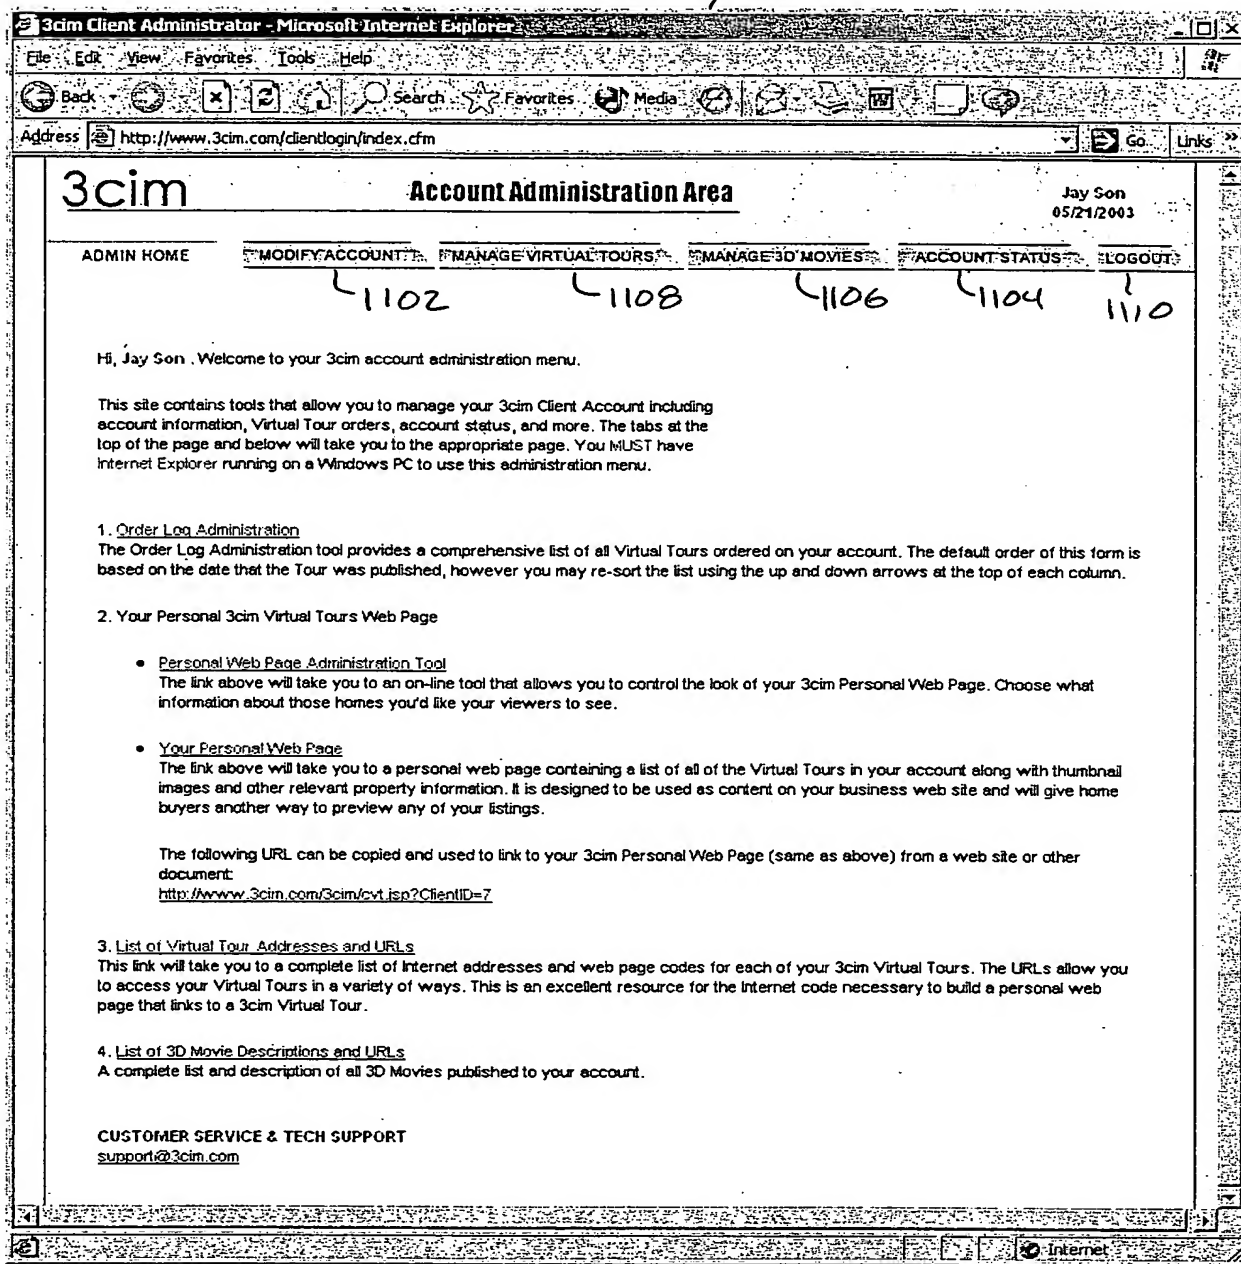 3cim Client Administrator - Microsoft Internet Explorer
File Edit View Favorites Tools Help
Back Search Favorites Media
Address http://www.3cim.com/clientlogin/index.cfm Go Links »
3cim Account Administration Area Jay Son
05/21/2003
ADMIN HOME MODIFY ACCOUNT MANAGE VIRTUAL TOURS MANAGE 3D MOVIES ACCOUNT STATUS LOGOUT
1102 1108 1106 1104 1110
Hi, Jay Son . Welcome to your 3cim account administration menu.
This site contains tools that allow you to manage your 3cim Client Account including
account information, Virtual Tour orders, account status, and more. The tabs at the
top of the page and below will take you to the appropriate page. You MUST have
Internet Explorer running on a Windows PC to use this administration menu.
1. Order Log Administration
The Order Log Administration tool provides a comprehensive list of all Virtual Tours ordered on your account. The default order of this form is
based on the date that the Tour was published, however you may re-sort the list using the up and down arrows at the top of each column.
2. Your Personal 3cim Virtual Tours Web Page
• Personal Web Page Administration Tool
The link above will take you to an on-line tool that allows you to control the look of your 3cim Personal Web Page. Choose what
information about those homes you'd like your viewers to see.
• Your Personal Web Page
The link above will take you to a personal web page containing a list of all of the Virtual Tours in your account along with thumbnail
images and other relevant property information. It is designed to be used as content on your business web site and will give home
buyers another way to preview any of your listings.
The following URL can be copied and used to link to your 3cim Personal Web Page (same as above) from a web site or other
document:
http://www.3cim.com/3cim/cvt.jsp?ClientID=7
3. List of Virtual Tour Addresses and URLs
This link will take you to a complete list of Internet addresses and web page codes for each of your 3cim Virtual Tours. The URLs allow you
to access your Virtual Tours in a variety of ways. This is an excellent resource for the Internet code necessary to build a personal web
page that links to a 3cim Virtual Tour.
4. List of 3D Movie Descriptions and URLs
A complete list and description of all 3D Movies published to your account.
CUSTOMER SERVICE & TECH SUPPORT
support@3cim.com
Internet